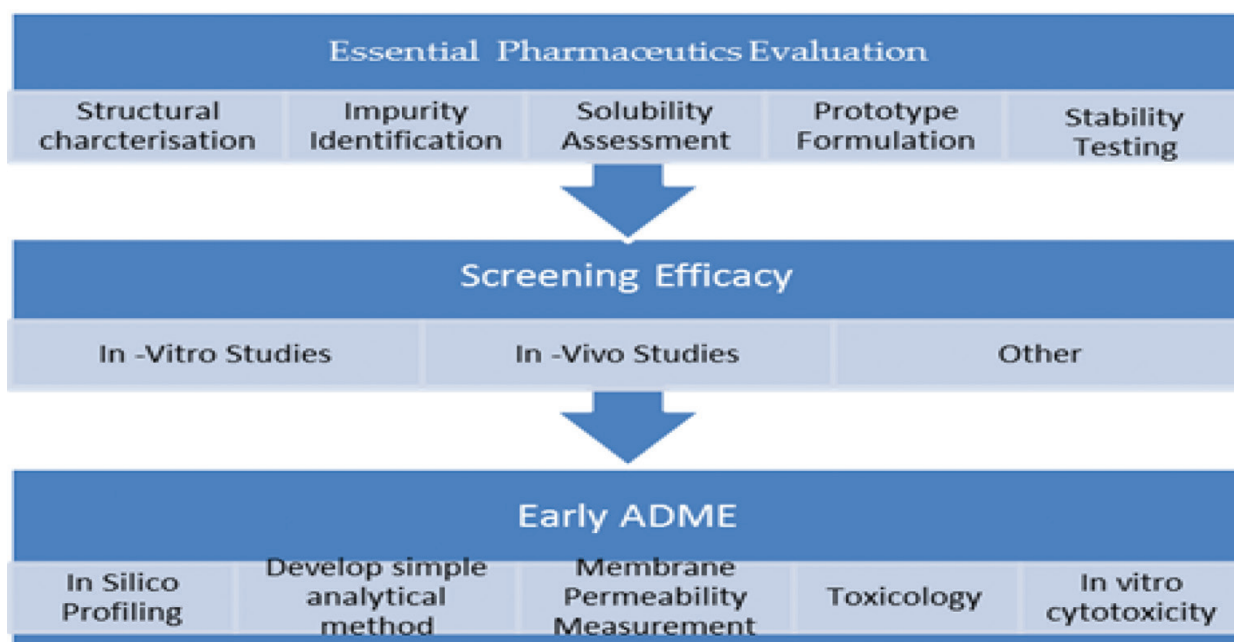 Essential Pharmaceutics Evaluation
Structural
charcterisation
Impurity
Identification
Solubility
Assessment
Prototype
Formulation
Stability
Testing
Screening Efficacy
In -Vitro Studies
In -Vivo Studies
Other
Early ADME
In Silico
Profiling
Develop simple
analytical
method
Membrane
Permeability
Measurement
Toxicology
In vitro
cytotoxicity